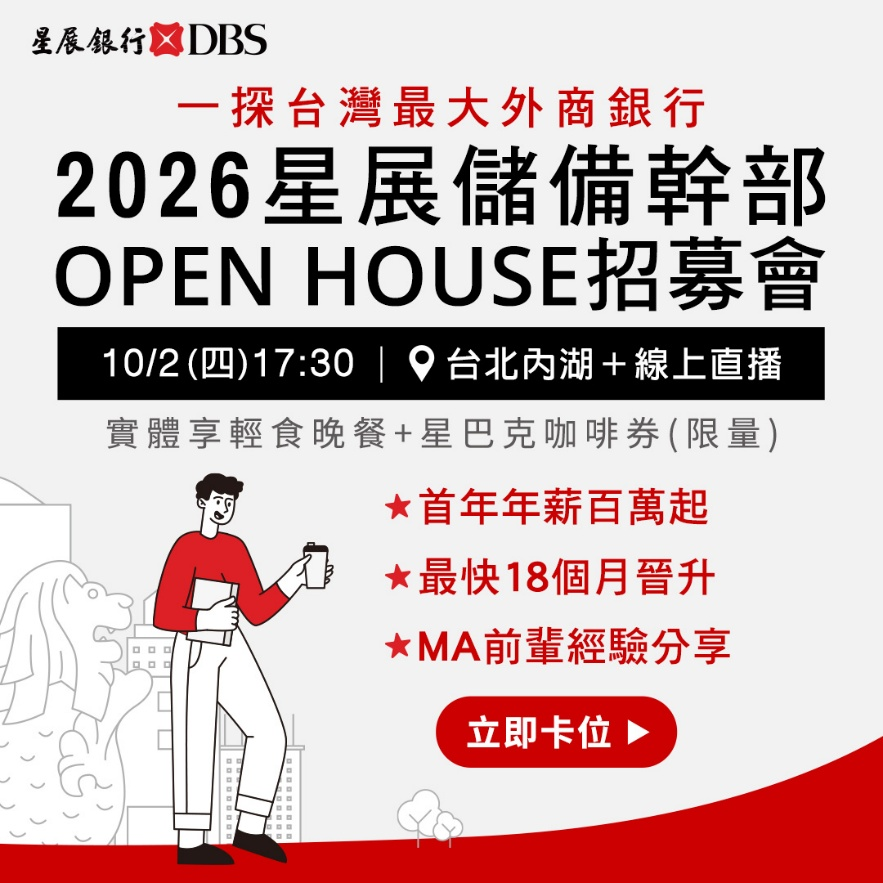 星展銀行 DBS
一探台灣最大外商銀行
2026星展儲備幹部
OPEN HOUSE招募會
10/2(四)17:30 | 台北內湖+線上直播
實體享輕食晚餐+星巴克咖啡券(限量)
★首年年薪百萬起
★最快18個月晉升
★MA前輩經驗分享
立即卡位▶